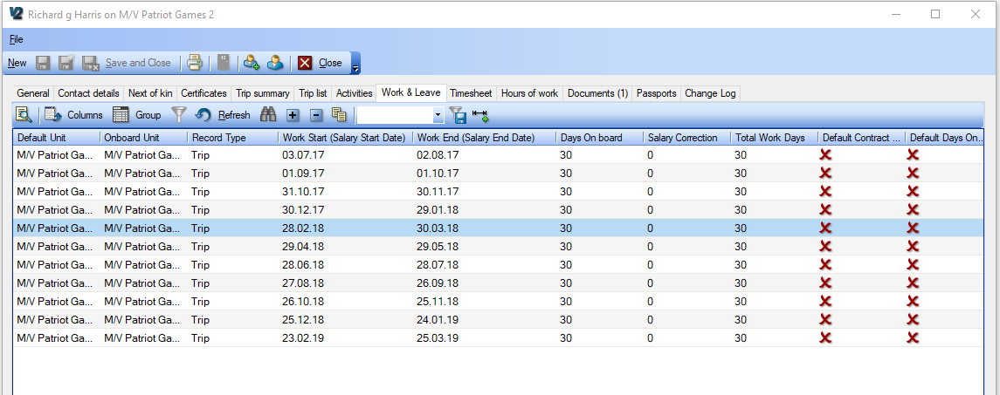 V2 Richard g Harris on M/V Patriot Games 2
File
New Save and Close 12 Close
General Contact details Next of kin Certificates Trip summary Trip list Activities Work & Leave Timesheet Hours of work Documents (1) Passports Change Log
Columns Group Refresh
Default Unit Onboard Unit Record Type Work Start (Salary Start Date) Work End (Salary End Date) Days On board Salary Correction Total Work Days Default Contract ... Default Days On...
M/V Patriot Ga... M/V Patriot Ga... Trip 03.07.17 02.08.17 30 0 30
M/V Patriot Ga... M/V Patriot Ga... Trip 01.09.17 01.10.17 30 0 30
M/V Patriot Ga... M/V Patriot Ga... Trip 31.10.17 30.11.17 30 0 30
M/V Patriot Ga... M/V Patriot Ga... Trip 30.12.17 29.01.18 30 0 30
M/V Patriot Ga... M/V Patriot Ga... Trip 28.02.18 30.03.18 30 0 30
M/V Patriot Ga... M/V Patriot Ga... Trip 29.04.18 29.05.18 30 0 30
M/V Patriot Ga... M/V Patriot Ga... Trip 28.06.18 28.07.18 30 0 30
M/V Patriot Ga... M/V Patriot Ga... Trip 27.08.18 26.09.18 30 0 30
M/V Patriot Ga... M/V Patriot Ga... Trip 26.10.18 25.11.18 30 0 30
M/V Patriot Ga... M/V Patriot Ga... Trip 25.12.18 24.01.19 30 0 30
M/V Patriot Ga... M/V Patriot Ga... Trip 23.02.19 25.03.19 30 0 30